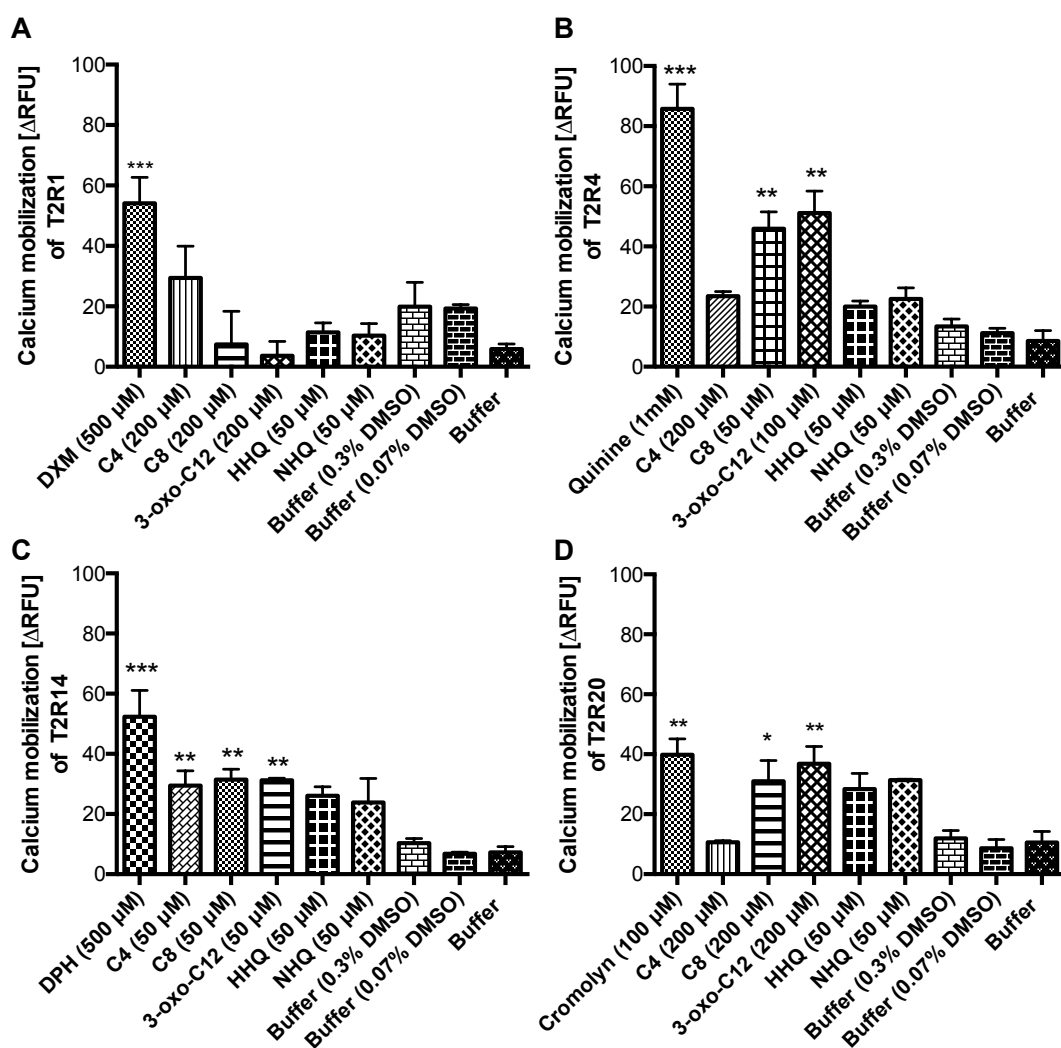 A
Calcium mobilization [ΔRFU]
of T2R1
100
80
60
40
20
0
***
DXM (500 µM)
C4 (200 µM)
C8 (200 µM)
3-oxo-C12 (200 µM)
HHQ (50 µM)
NHQ (50 µM)
Buffer (0.3% DMSO)
Buffer (0.07% DMSO)
Buffer
B
Calcium mobilization [ΔRFU]
of T2R4
100
80
60
40
20
0
***
**
**
Quinine (1mM)
C4 (200 µM)
C8 (50 µM)
3-oxo-C12 (100 µM)
HHQ (50 µM)
NHQ (50 µM)
Buffer (0.3% DMSO)
Buffer (0.07% DMSO)
Buffer
C
Calcium mobilization [ΔRFU]
of T2R14
100
80
60
40
20
0
***
**
**
**
DPH (500 µM)
C4 (50 µM)
C8 (50 µM)
3-oxo-C12 (50 µM)
HHQ (50 µM)
NHQ (50 µM)
Buffer (0.3% DMSO)
Buffer (0.07% DMSO)
Buffer
D
Calcium mobilization [ΔRFU]
of T2R20
100
80
60
40
20
0
**
*
**
Cromolyn (100 µM)
C4 (200 µM)
C8 (200 µM)
3-oxo-C12 (200 µM)
HHQ (50 µM)
NHQ (50 µM)
Buffer (0.3% DMSO)
Buffer (0.07% DMSO)
Buffer